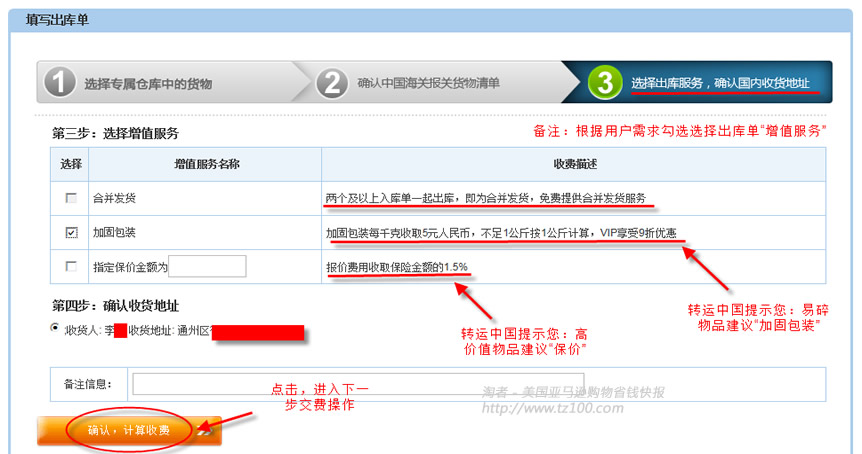 填写出库单
1 选择专属仓库中的货物
2 确认中国海关报关货物清单
3 选择出库服务，确认国内收货地址
第三步：选择增值服务
备注：根据用户需求勾选选择出库单“增值服务”
选择 增值服务名称 收费描述
合并发货 两个及以上入库单一起出库，即为合并发货，免费提供合并发货服务
加固包装 加固包装每千克收取5元人民币，不足1公斤按1公斤计算，VIP享受9折优惠
指定保价金额为 报价费用收取保险金额的1.5%
第四步：确认收货地址
收货人: 李 收货地址: 通州区
转运中国提示您：高
价值物品建议“保价”
转运中国提示您：易碎
物品建议“加固包装”
备注信息：
点击，进入下一
步交费操作
淘者 - 美国亚马逊购物省钱快报
http://www.tz100.com
确认，计算收费